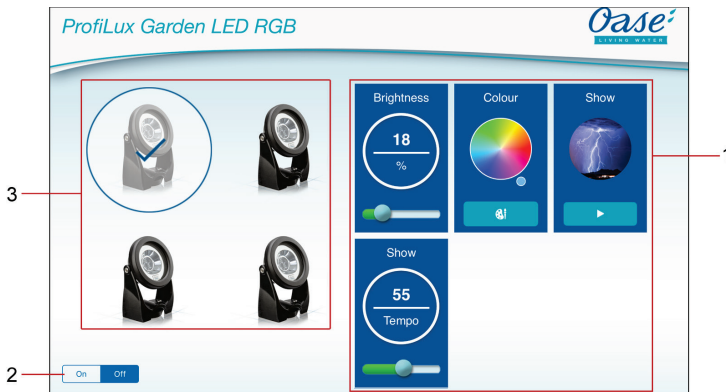 ProfiLux Garden LED RGB
Oase
LIVING WATER
Brightness
18
%
Colour
Show
Show
55
Tempo
On Off
1
2
3